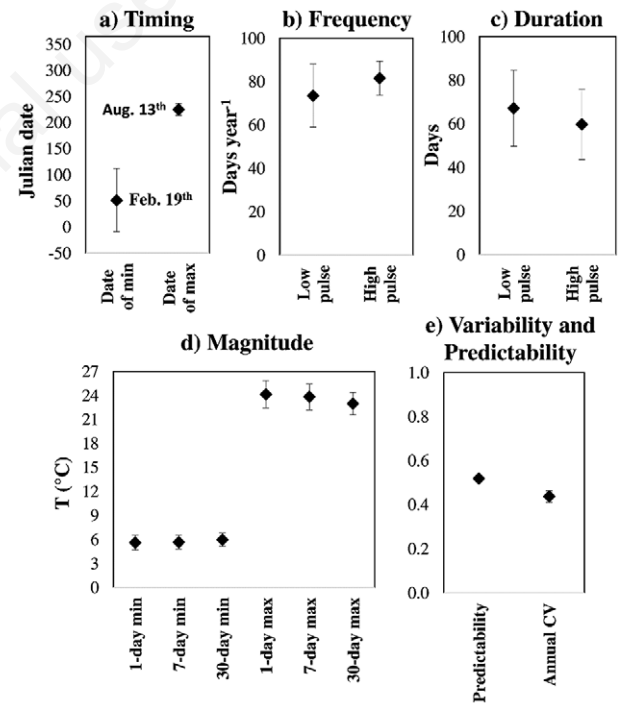 a) Timing
350
300
250
200
150
100
50
0
-50
Julian date
Aug. 13th
Feb. 19th
Date of min
Date of max
b) Frequency
100
80
60
40
20
0
Days year-1
Low pulse
High pulse
c) Duration
100
80
60
40
20
0
Days
Low pulse
High pulse
d) Magnitude
27
24
21
18
15
12
9
6
3
0
T (°C)
1-day min
7-day min
30-day min
1-day max
7-day max
30-day max
e) Variability and
Predictability
1.0
0.8
0.6
0.4
0.2
0.0
Predictability
Annual CV